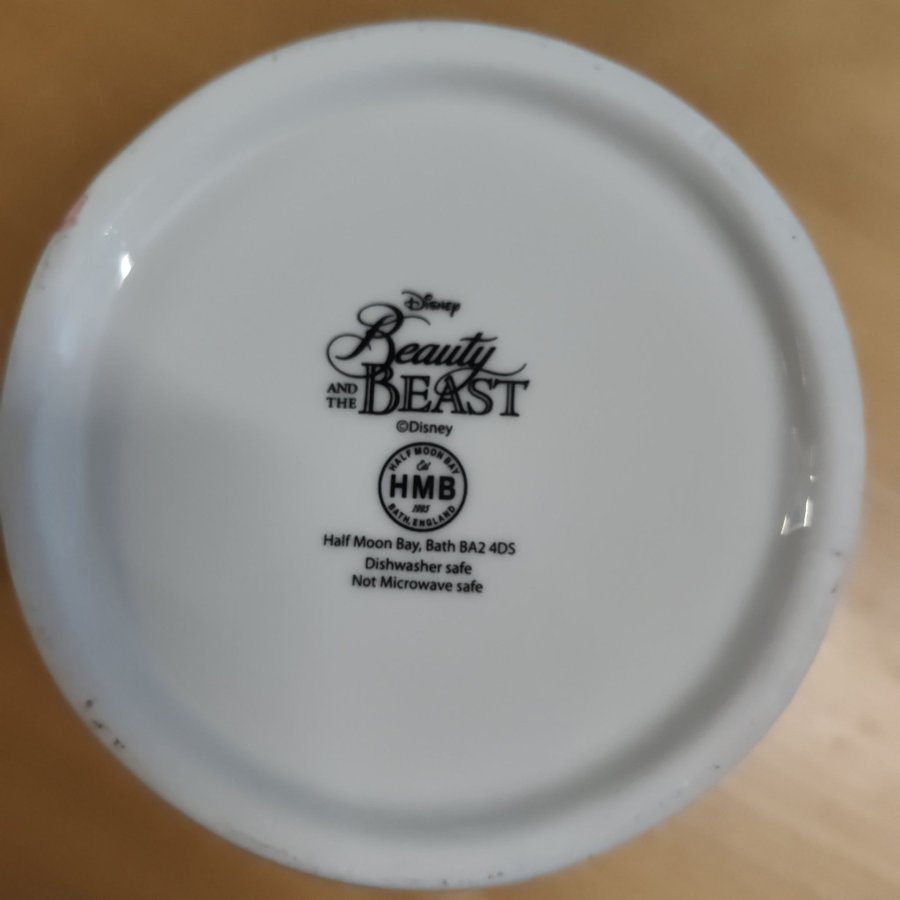 Disney
Beauty
AND THE BEAST
©Disney
HALF MOON BAY
Est
HMB
1995
BATH, ENGLAND
Half Moon Bay, Bath BA2 4DS
Dishwasher safe
Not Microwave safe